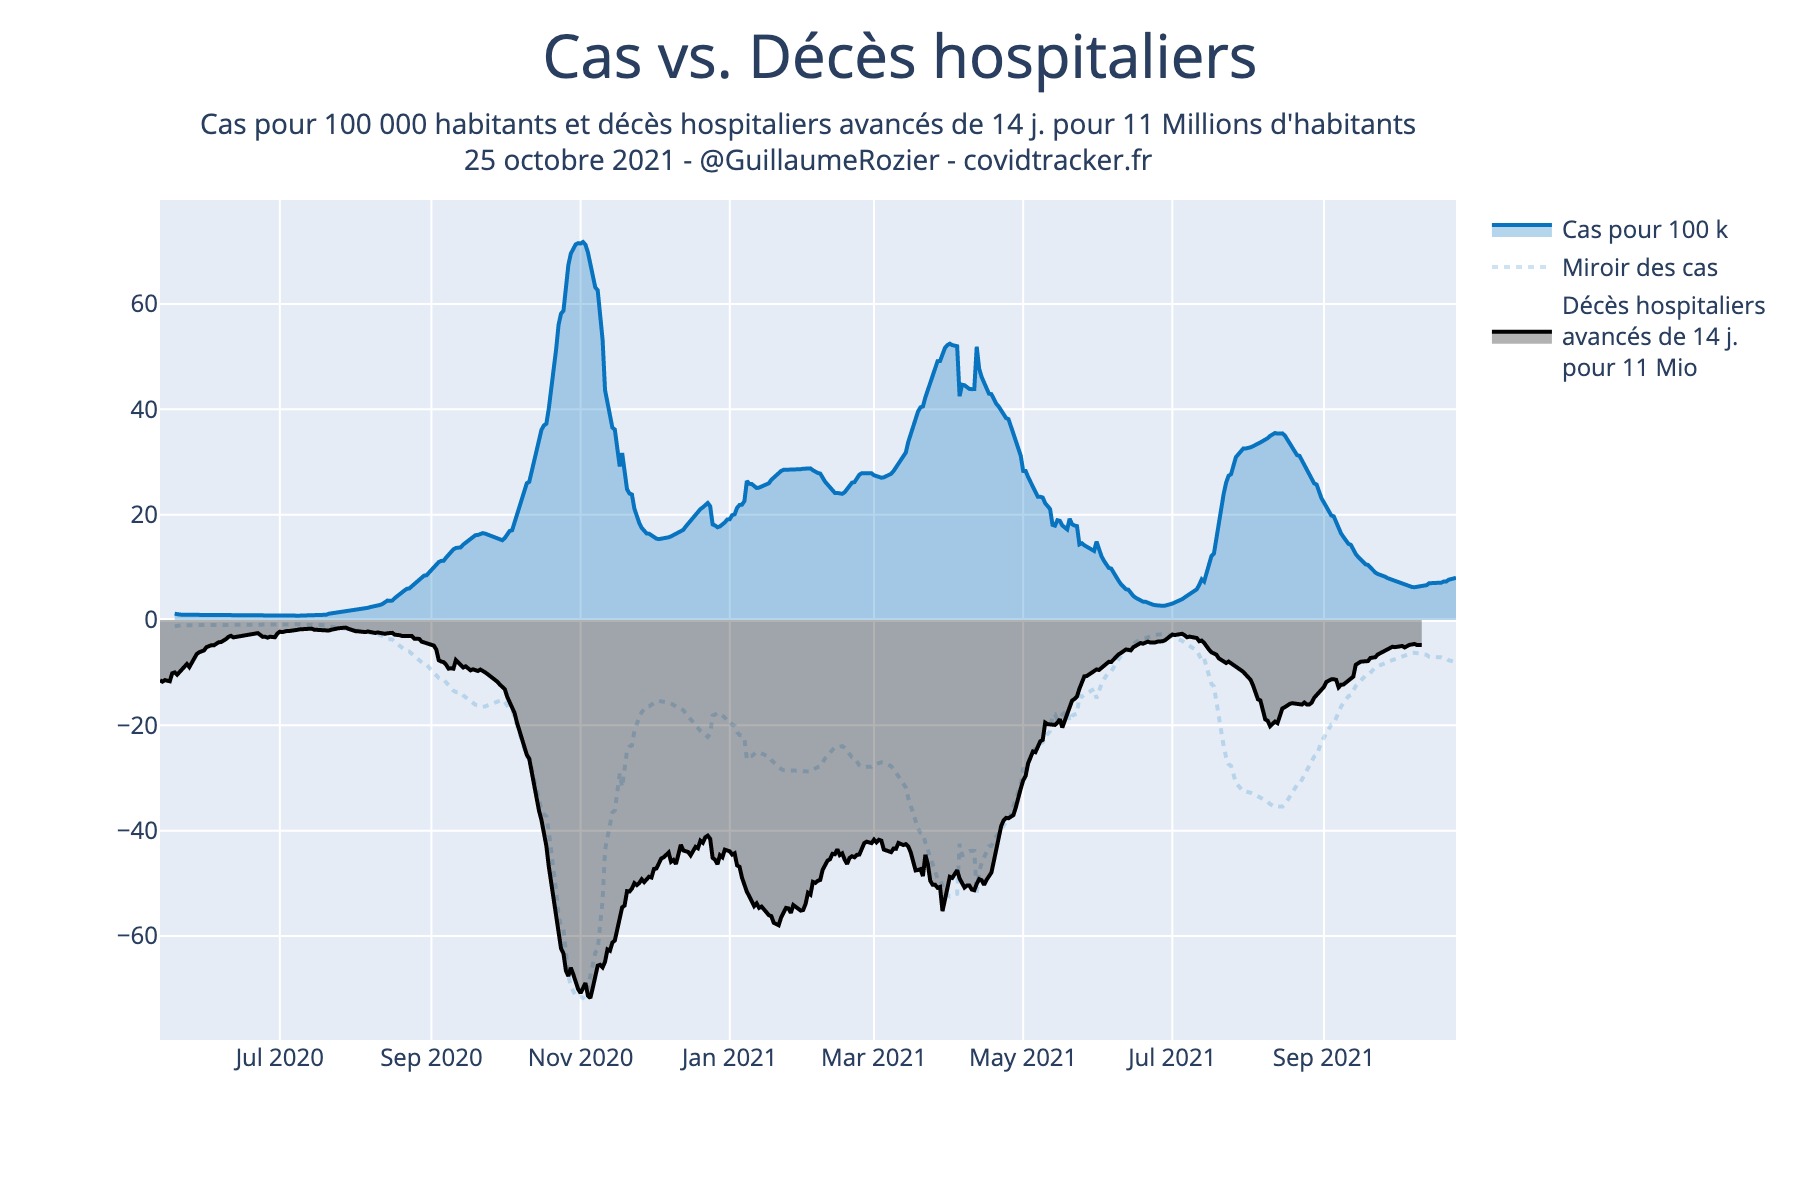 Cas vs. Décès hospitaliers
Cas pour 100 000 habitants et décès hospitaliers avancés de 14 j. pour 11 Millions d'habitants
25 octobre 2021 - @GuillaumeRozier - covidtracker.fr
Cas pour 100 k
Miroir des cas
Décès hospitaliers
avancés de 14 j.
pour 11 Mio
60
40
20
0
−20
−40
−60
Jul 2020
Sep 2020
Nov 2020
Jan 2021
Mar 2021
May 2021
Jul 2021
Sep 2021